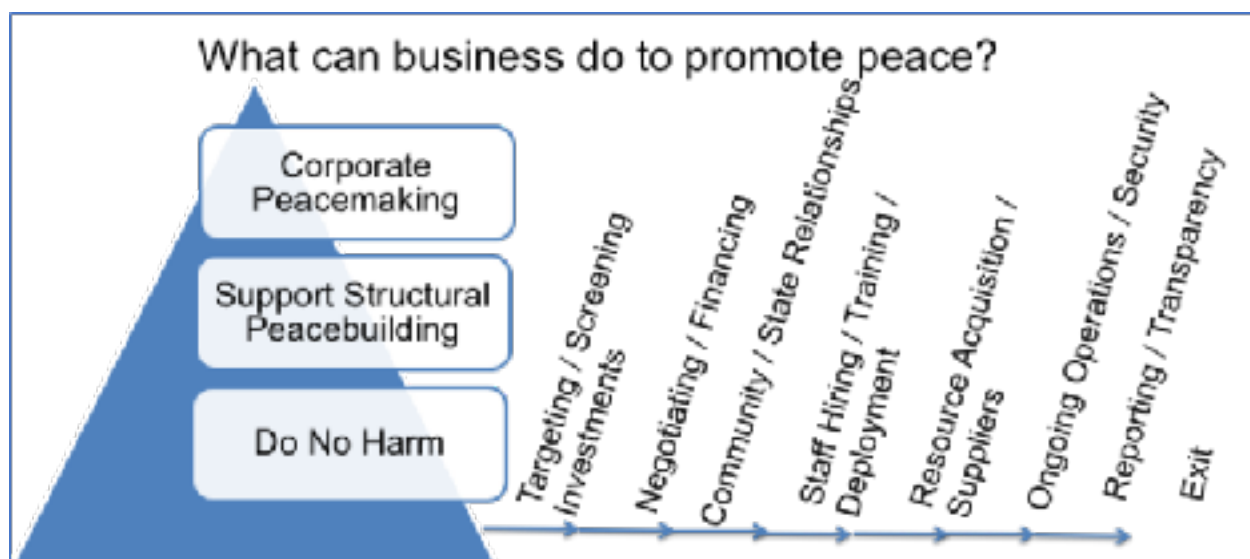 What can business do to promote peace?
Corporate
Peacemaking
Support Structural
Peacebuilding
Do No Harm
Targeting / Screening
Investments
Negotiating / Financing
Community / State Relationships
Staff Hiring / Training /
Deployment
Resource Acquisition /
Suppliers
Ongoing Operations / Security
Reporting / Transparency
Exit